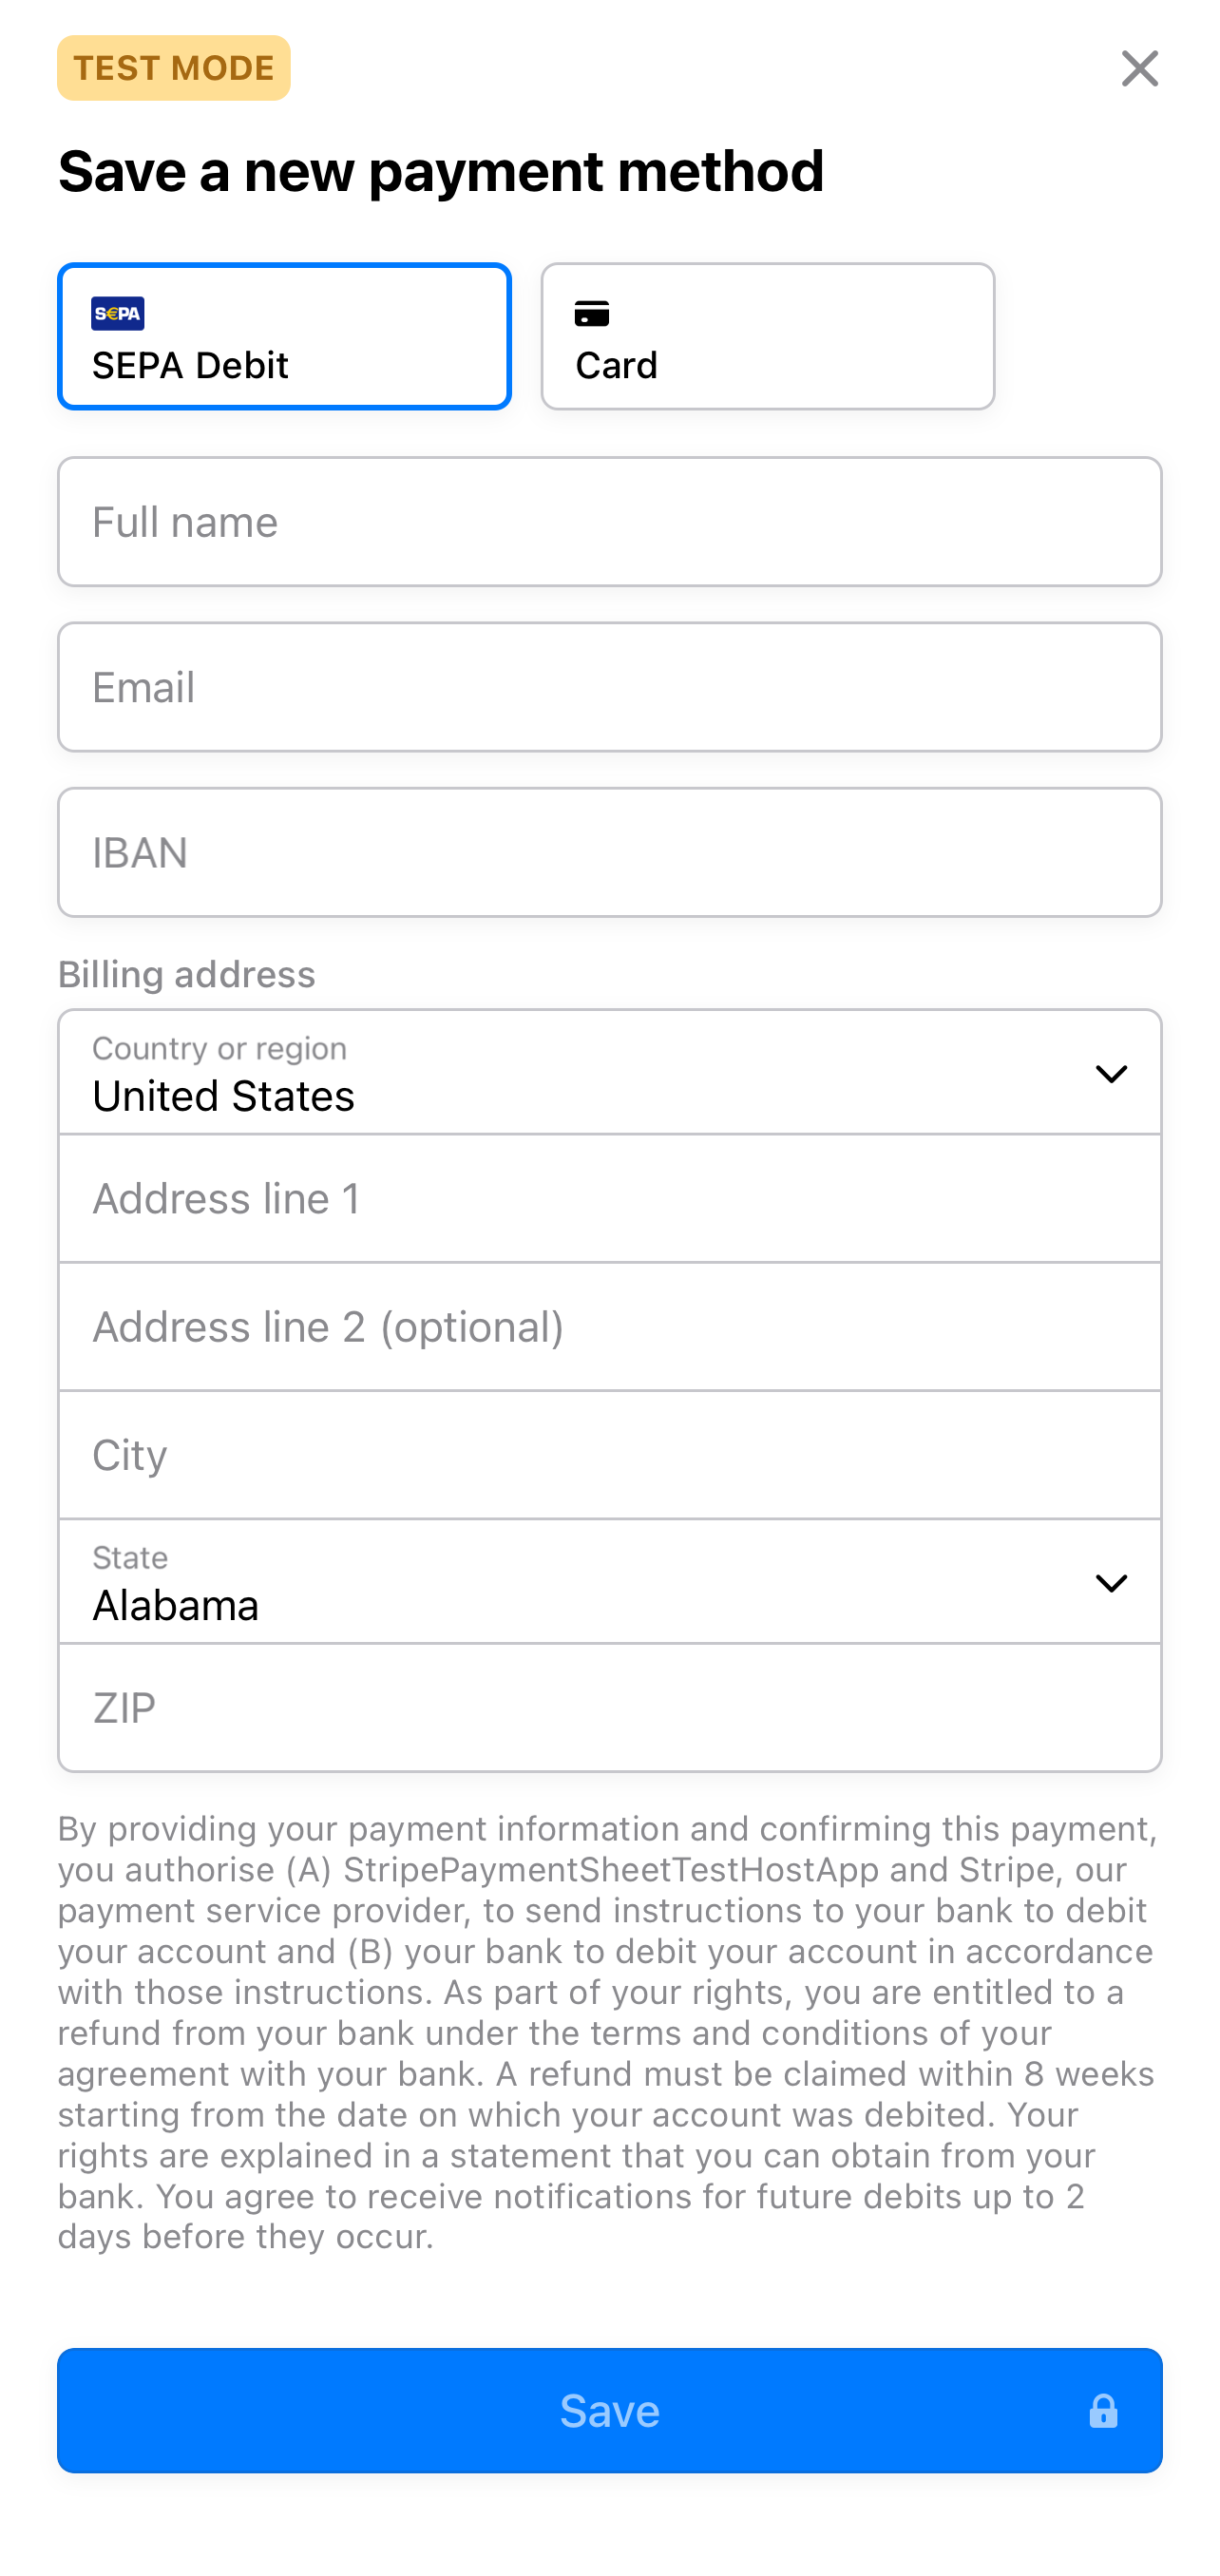 TEST MODE
Save a new payment method
S€PA
SEPA Debit
Card
Full name
Email
IBAN
Billing address
Country or region
United States
Address line 1
Address line 2 (optional)
City
State
Alabama
ZIP
By providing your payment information and confirming this payment,
you authorise (A) StripePaymentSheetTestHostApp and Stripe, our
payment service provider, to send instructions to your bank to debit
your account and (B) your bank to debit your account in accordance
with those instructions. As part of your rights, you are entitled to a
refund from your bank under the terms and conditions of your
agreement with your bank. A refund must be claimed within 8 weeks
starting from the date on which your account was debited. Your
rights are explained in a statement that you can obtain from your
bank. You agree to receive notifications for future debits up to 2
days before they occur.
Save